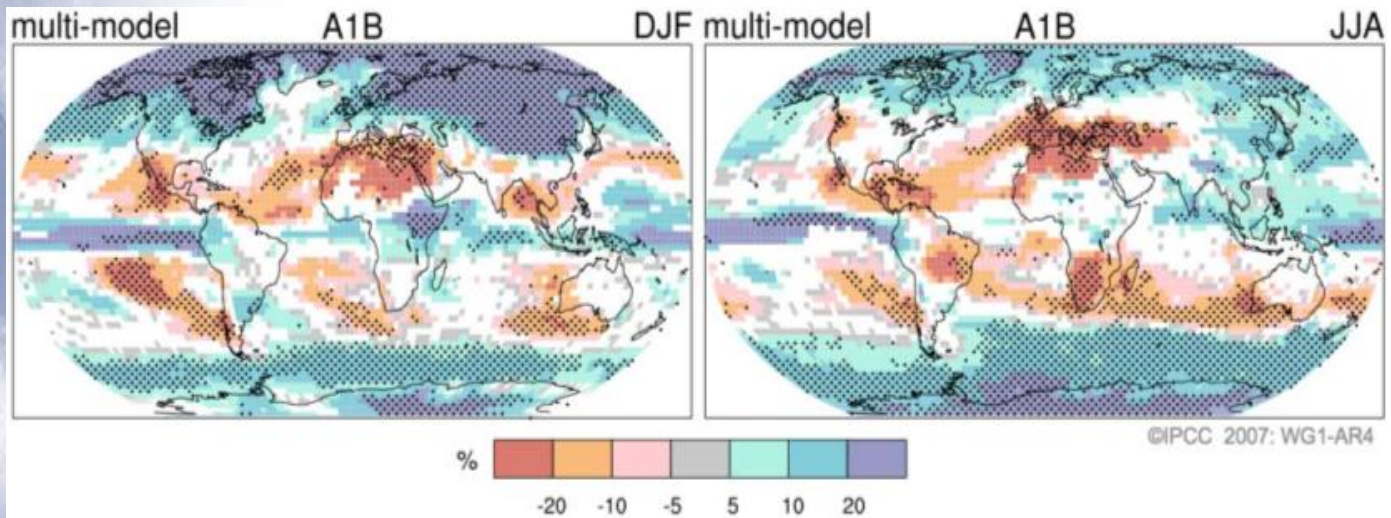 multi-model A1B DJF
multi-model A1B JJA
©IPCC 2007: WG1-AR4
%
-20 -10 -5 5 10 20